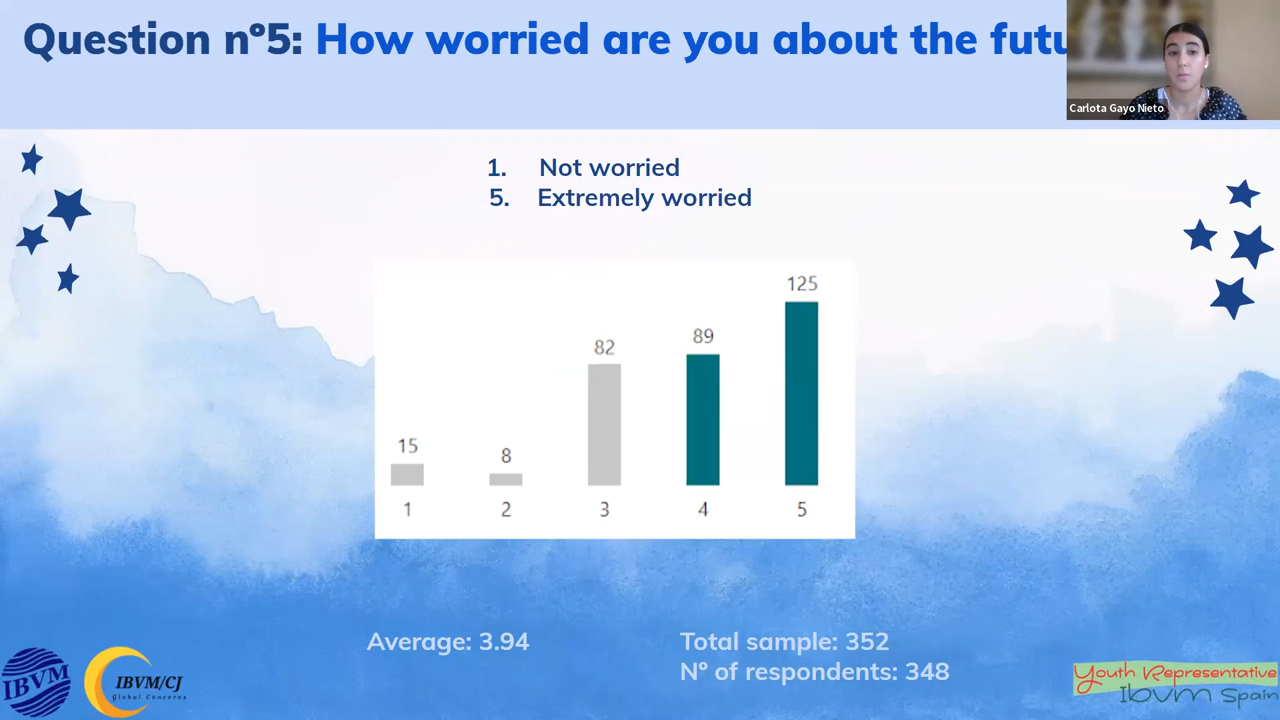 Question nº5: How worried are you about the futu
Carlota Gayo Nieto
1. Not worried
5. Extremely worried
125
89
82
15
8
1 2 3 4 5
Average: 3.94
Total sample: 352
Nº of respondents: 348
IBVM
IBVM/CJ
Global Concerns
Youth Representative
Ibvm Spain